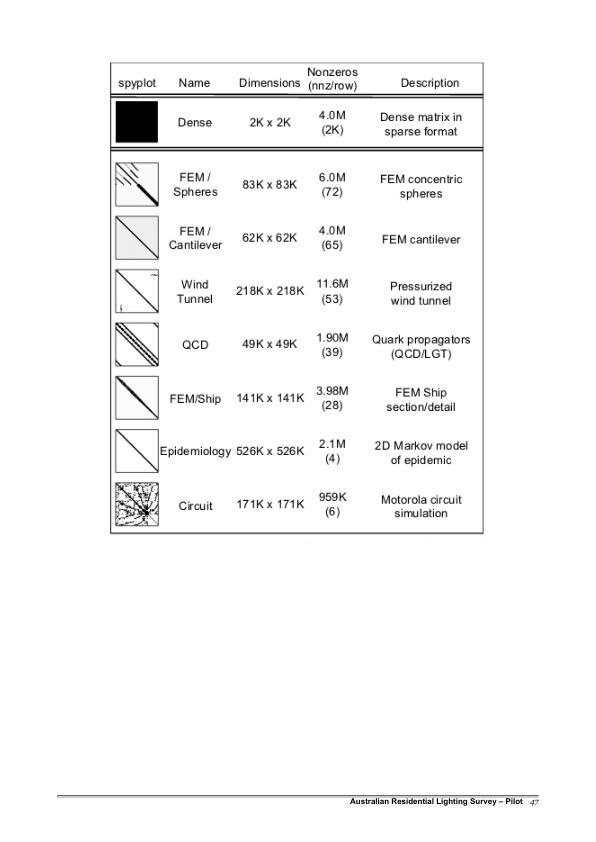 spyplot Name Dimensions Nonzeros (nnz/row) Description
Dense 2K x 2K 4.0M (2K) Dense matrix in sparse format
FEM / Spheres 83K x 83K 6.0M (72) FEM concentric spheres
FEM / Cantilever 62K x 62K 4.0M (65) FEM cantilever
Wind Tunnel 218K x 218K 11.6M (53) Pressurized wind tunnel
QCD 49K x 49K 1.90M (39) Quark propagators (QCD/LGT)
FEM/Ship 141K x 141K 3.98M (28) FEM Ship section/detail
Epidemiology 526K x 526K 2.1M (4) 2D Markov model of epidemic
Circuit 171K x 171K 959K (6) Motorola circuit simulation
Australian Residential Lighting Survey – Pilot 47